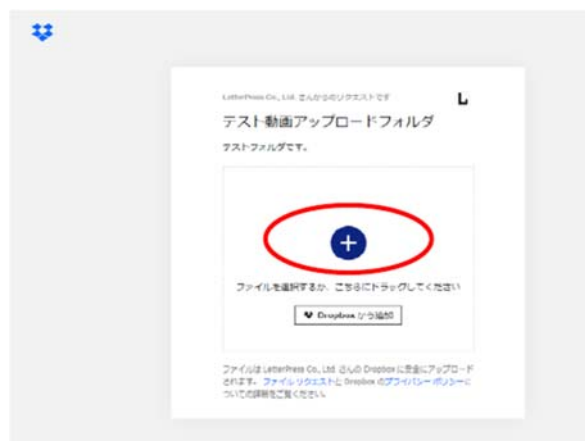 LetterPress Co., Ltd. さんからのリクエストです
テスト動画アップロードフォルダ
テストフォルダです。
ファイルを選択するか、こちらにドラッグしてください
Dropbox から追加
ファイルは LetterPress Co., Ltd. さんの Dropbox に安全にアップロード
されます。 ファイル リクエストと Dropbox のプライバシー ポリシーに
ついての詳細をご覧ください。